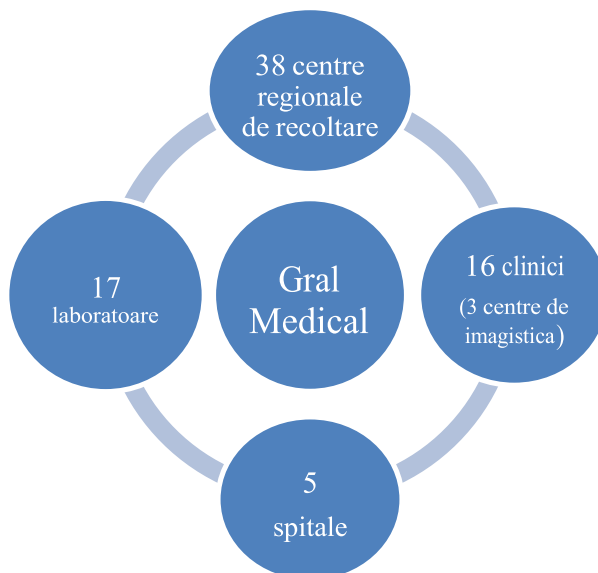 38 centre
regionale
de recoltare
17
laboratoare
Gral
Medical
16 clinici
(3 centre de
imagistica)
5
spitale